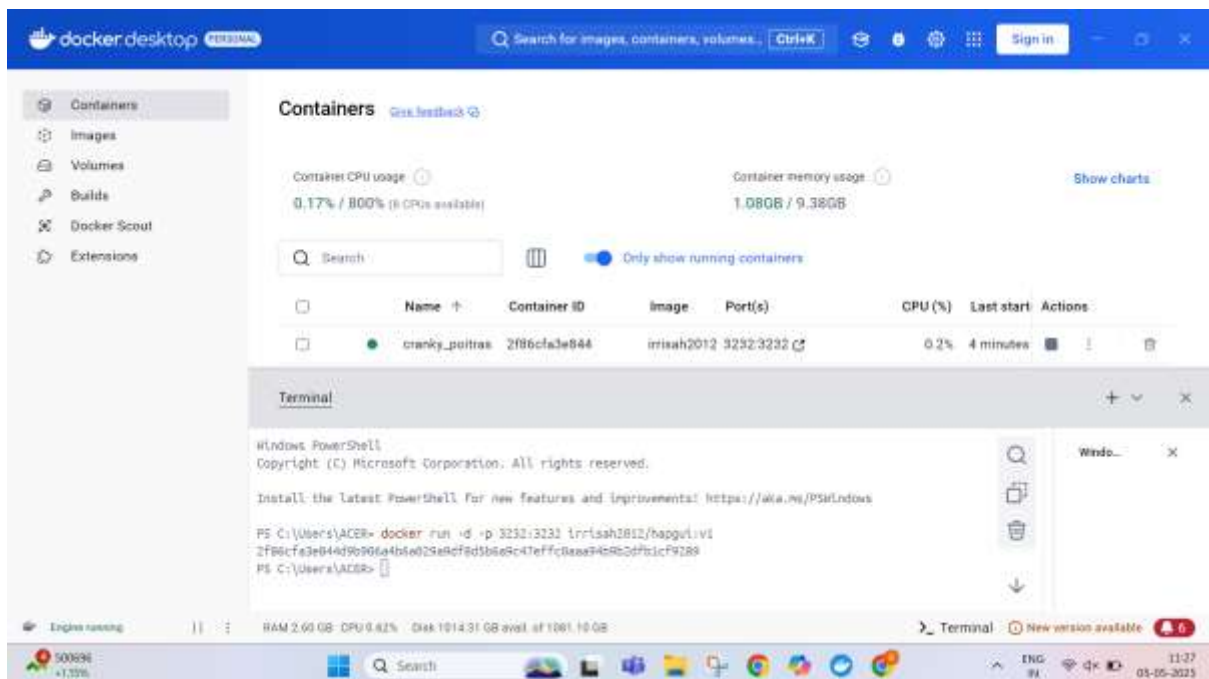 docker desktop PERSONAL
Search for images, containers, volumes... Ctrl+K
Sign in
Containers
Images
Volumes
Builds
Docker Scout
Extensions
Containers Give feedback
Container CPU usage
0.17% / 800% (8 CPUs available)
Container memory usage
1.08GB / 9.38GB
Show charts
Search
Only show running containers
Name Container ID Image Port(s) CPU (%) Last start Actions
cranky_poitras 2f86cfa3e844 irrisah2012 3232:3232 0.2% 4 minutes
Terminal
Windows PowerShell
Copyright (C) Microsoft Corporation. All rights reserved.
Install the latest PowerShell for new features and improvements! https://aka.ms/PSWindows
PS C:\Users\ACER> docker run -d -p 3232:3232 irrisah2012/hapgui:v1
PS C:\Users\ACER>
Windo...
Engine running
RAM 2.60 GB CPU 0.62% Disk 1014.31 GB avail. of 1081.10 GB
Terminal
New version available
6
500696
+1.55%
Search
ENG
IN
11:27
05-05-2025